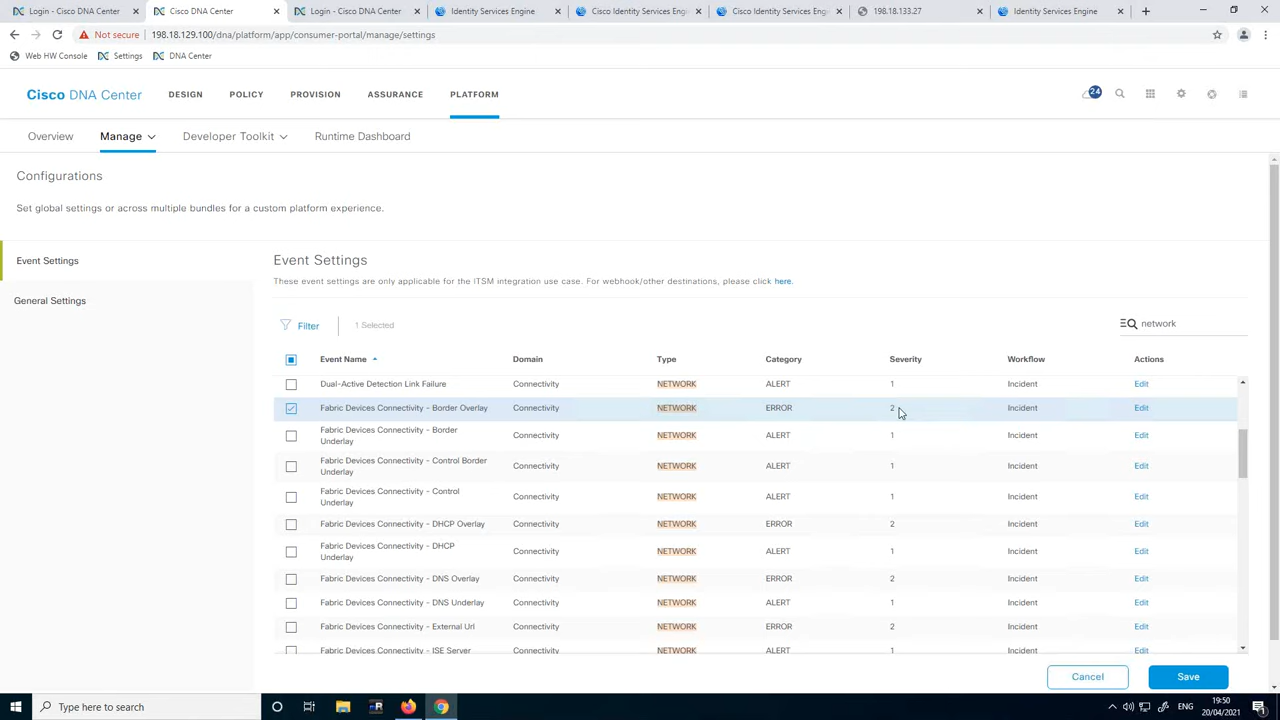 Login - Cisco DNA Center
Cisco DNA Center
Login - Cisco DNA Center
Identity Services Engine
Cisco Identity Services Engine
Cisco Identity Services Engine
198.18.133.27
Identity Services Engine
Not secure
198.18.129.100/dna/platform/app/consumer-portal/manage/settings
Web HW Console
Settings
DNA Center
Cisco DNA Center
DESIGN
POLICY
PROVISION
ASSURANCE
PLATFORM
24
Overview
Manage
Developer Toolkit
Runtime Dashboard
Configurations
Set global settings or across multiple bundles for a custom platform experience.
Event Settings
General Settings
Event Settings
These event settings are only applicable for the ITSM integration use case. For webhook/other destinations, please click here.
Filter
1 Selected
network
Event Name Domain Type Category Severity Workflow Actions
Dual-Active Detection Link Failure Connectivity NETWORK ALERT 1 Incident Edit
Fabric Devices Connectivity - Border Overlay Connectivity NETWORK ERROR 2 Incident Edit
Fabric Devices Connectivity - Border
Underlay
Connectivity NETWORK ALERT 1 Incident Edit
Fabric Devices Connectivity - Control Border
Underlay
Connectivity NETWORK ALERT 1 Incident Edit
Fabric Devices Connectivity - Control
Underlay
Connectivity NETWORK ALERT 1 Incident Edit
Fabric Devices Connectivity - DHCP Overlay Connectivity NETWORK ERROR 2 Incident Edit
Fabric Devices Connectivity - DHCP
Underlay
Connectivity NETWORK ALERT 1 Incident Edit
Fabric Devices Connectivity - DNS Overlay Connectivity NETWORK ERROR 2 Incident Edit
Fabric Devices Connectivity - DNS Underlay Connectivity NETWORK ALERT 1 Incident Edit
Fabric Devices Connectivity - External Url Connectivity NETWORK ERROR 2 Incident Edit
Fabric Devices Connectivity - ISE Server Connectivity NETWORK ALERT 1 Incident Edit
Cancel
Save
Type here to search
ENG
19:50
20/04/2021